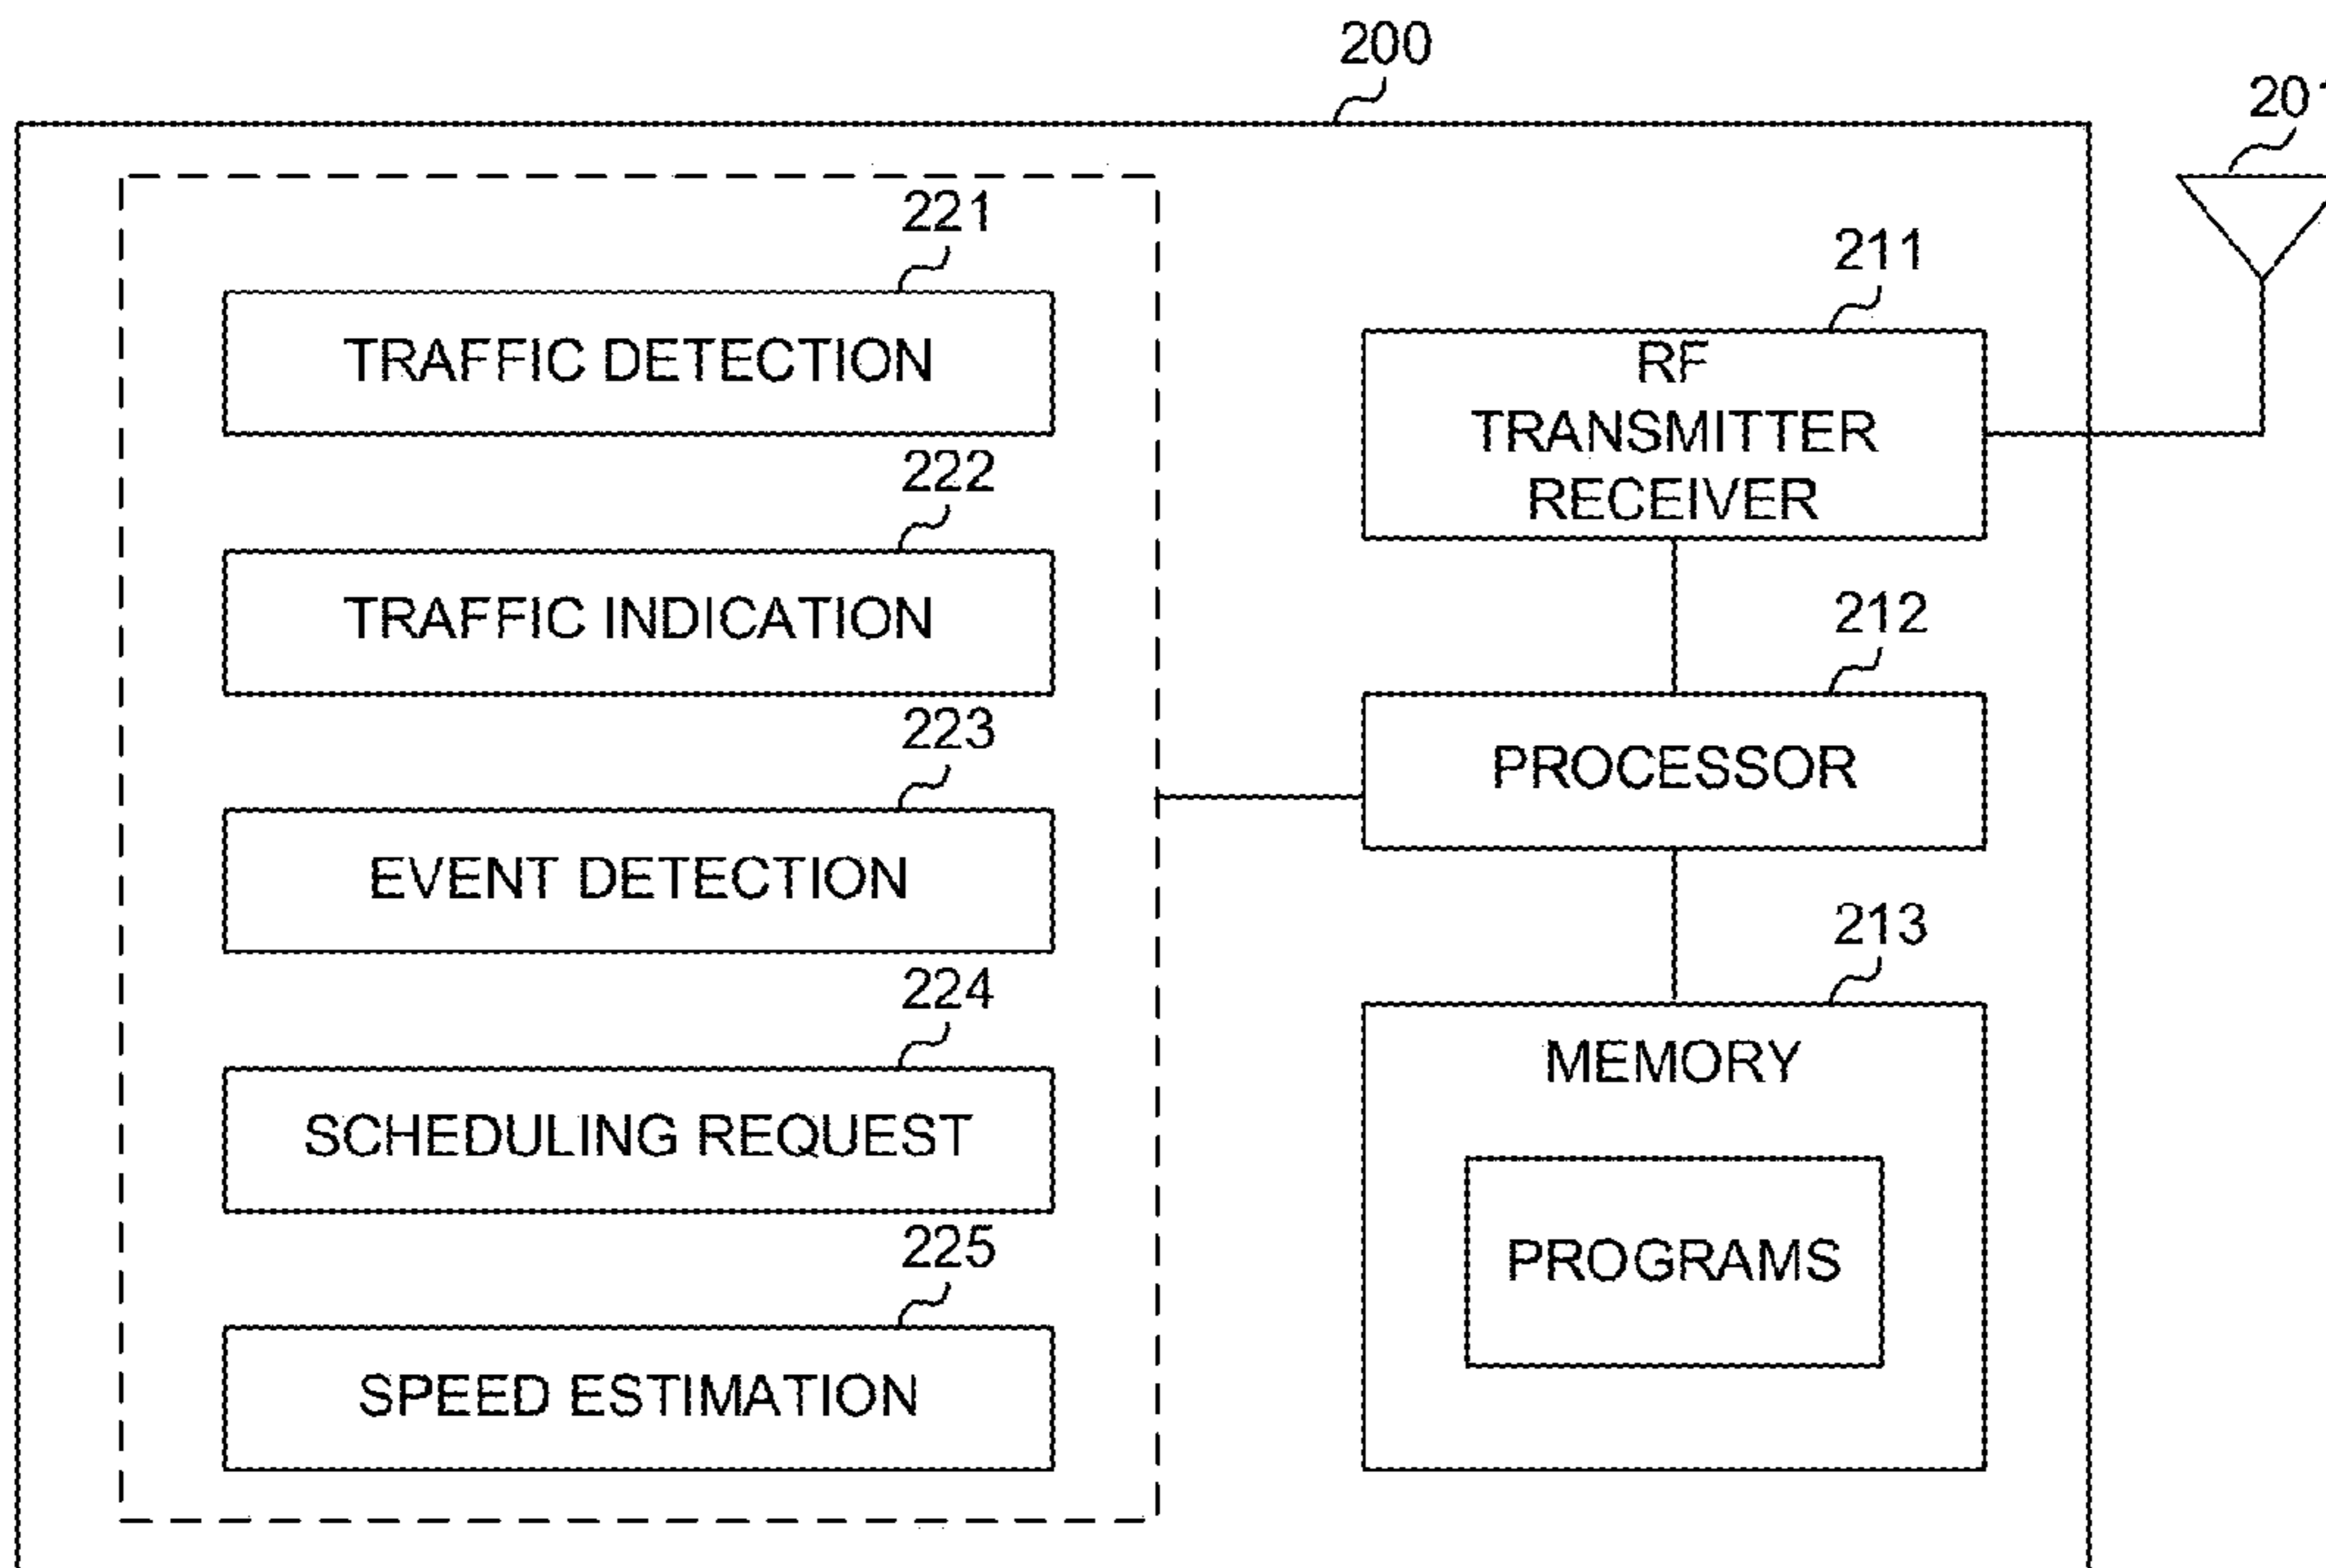 200
201
221
TRAFFIC DETECTION
211
RF
TRANSMITTER
RECEIVER
222
TRAFFIC INDICATION
212
PROCESSOR
223
EVENT DETECTION
213
MEMORY
224
SCHEDULING REQUEST
PROGRAMS
225
SPEED ESTIMATION